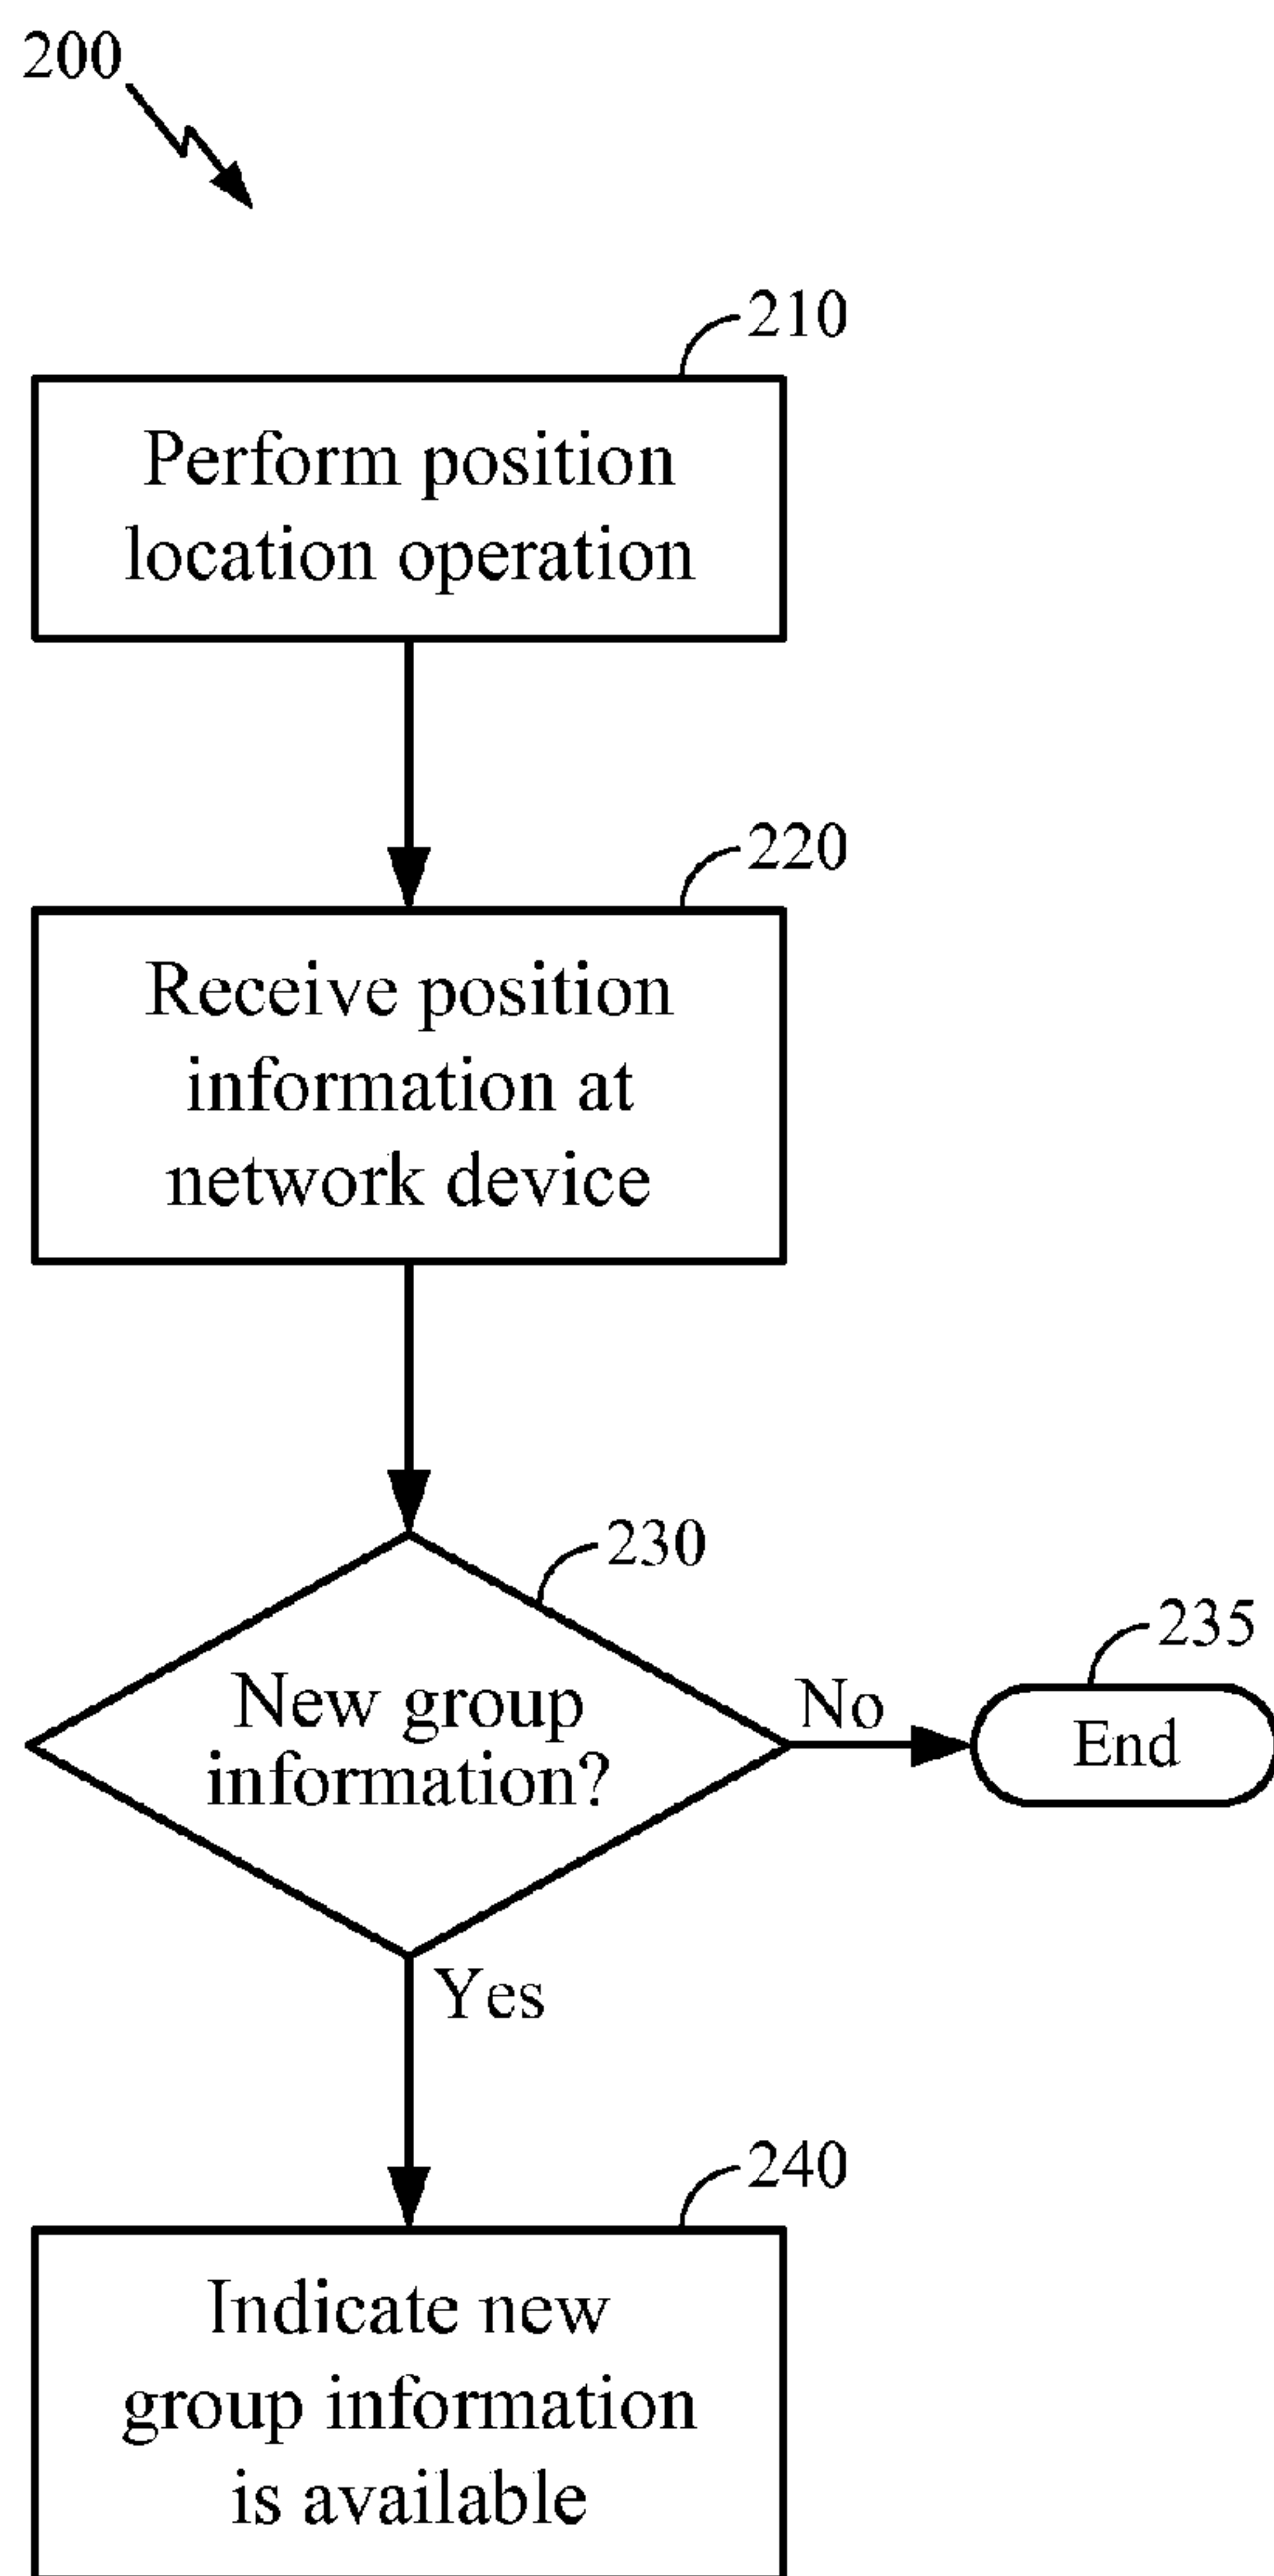 200
210
Perform position
location operation
220
Receive position
information at
network device
230
New group
information?
No
235
End
Yes
240
Indicate new
group information
is available